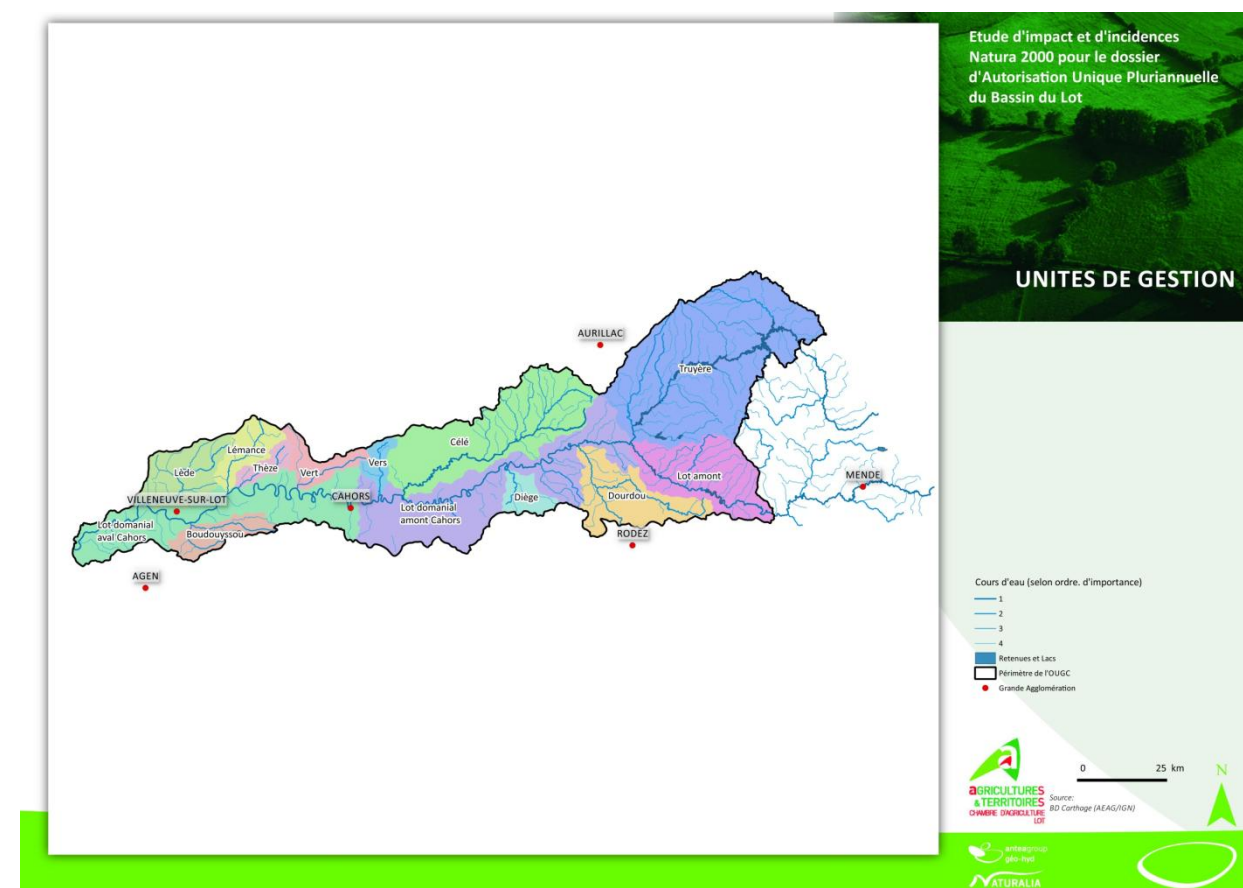 Etude d'impact et d'incidences
Natura 2000 pour le dossier
d'Autorisation Unique Pluriannuelle
du Bassin du Lot
UNITES DE GESTION
AURILLAC
Truyère
Célé
Lémance
Thèze
Lède
Vert
Vers
Lot amont
MENDE
VILLENEUVE-SUR-LOT
CAHORS
Diège
Dourdou
Lot domanial
amont Cahors
Lot domanial
aval Cahors
Boudouyssou
RODEZ
AGEN
Cours d'eau (selon ordre. d'importance)
1
2
3
4
Retenues et Lacs
Périmètre de l'OUGC
Grande Agglomération
0 25 km
N
aGRICULTURES
& TERRITOIRES
CHAMBRE D'AGRICULTURE
LOT
Source:
BD Carthage (AEAG/IGN)
anteagroup
géo-hyd
NATURALIA